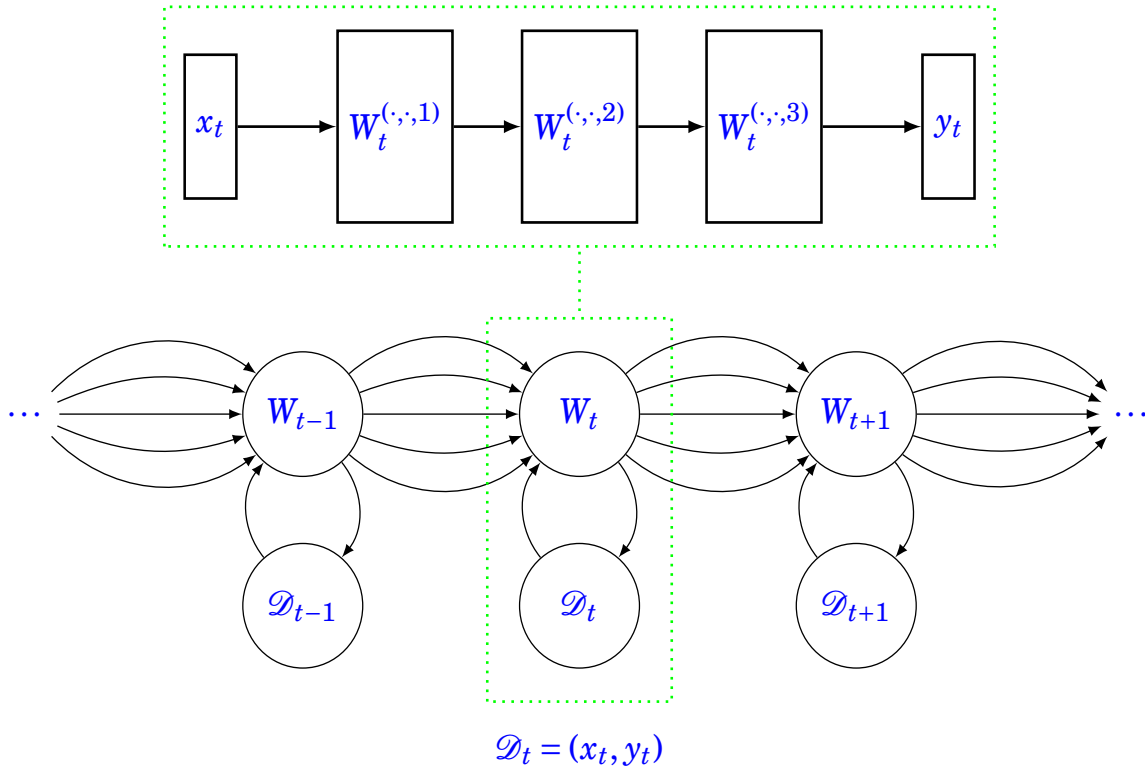 x_t W_t^{(·,·,1)} W_t^{(·,·,2)} W_t^{(·,·,3)} y_t
⋯ W_{t−1} W_t W_{t+1} ⋯
𝒟_{t−1} 𝒟_t 𝒟_{t+1}
𝒟_t = (x_t, y_t)